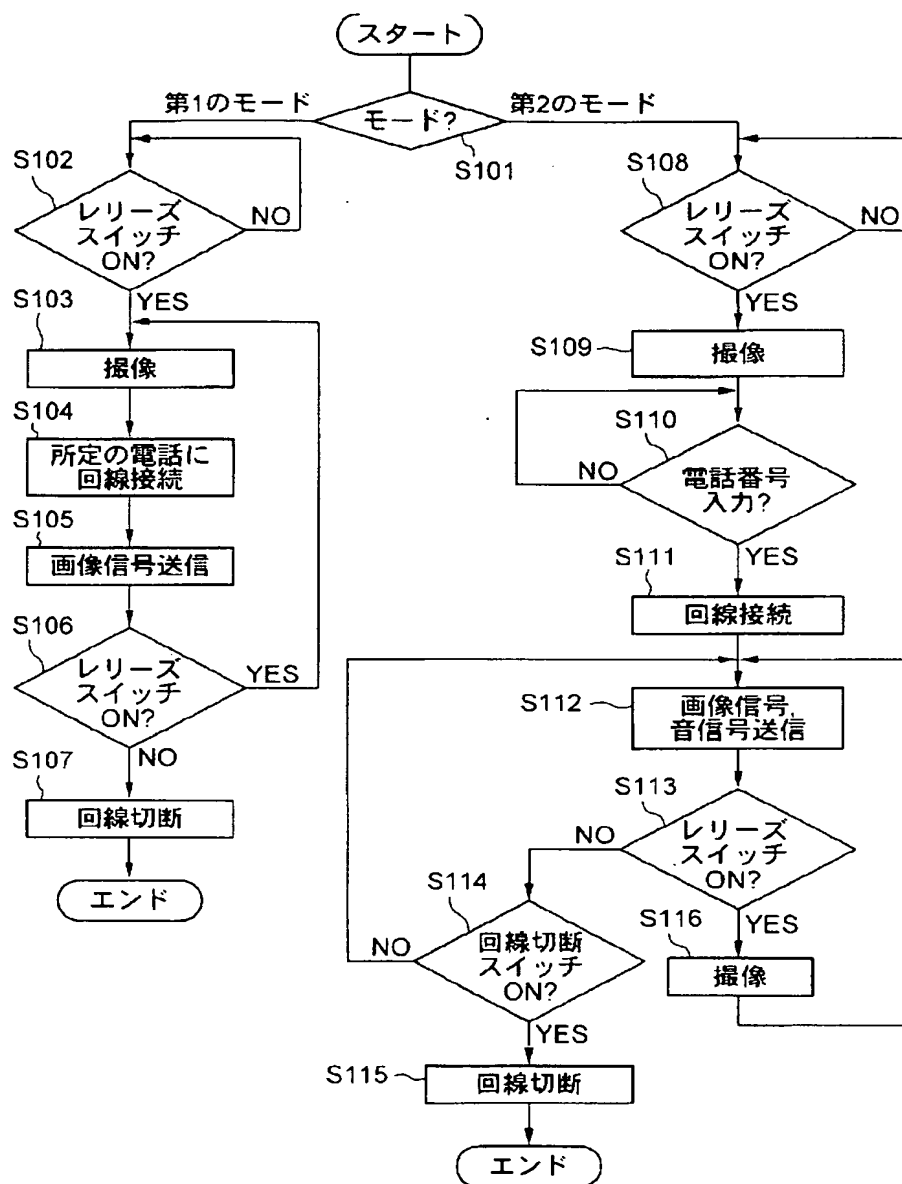 スタート
モード?
第1のモード
第2のモード
S101
S102
レリーズ
スイッチ
ON?
NO
YES
S103
撮像
S104
所定の電話に
回線接続
S105
画像信号送信
S106
レリーズ
スイッチ
ON?
YES
NO
S107
回線切断
エンド
S108
レリーズ
スイッチ
ON?
NO
YES
S109
撮像
S110
電話番号
入力?
NO
YES
S111
回線接続
S112
画像信号,
音信号送信
S113
レリーズ
スイッチ
ON?
NO
YES
S114
回線切断
スイッチ
ON?
NO
YES
S115
回線切断
エンド
S116
撮像